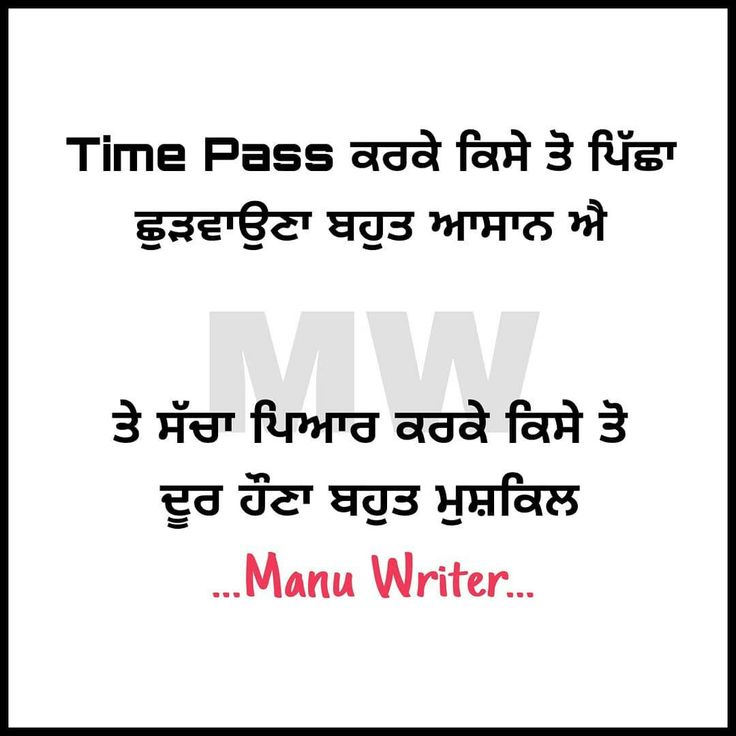 Time Pass ਕਰਕੇ ਕਿਸੇ ਤੋ ਪਿੱਛਾ
ਛੁੜਵਾਉਣਾ ਬਹੁਤ ਆਸਾਨ ਐ
MW
ਤੇ ਸੱਚਾ ਪਿਆਰ ਕਰਕੇ ਕਿਸੇ ਤੋ
ਦੂਰ ਹੌਣਾ ਬਹੁਤ ਮੁਸ਼ਕਿਲ
...Manu Writer...